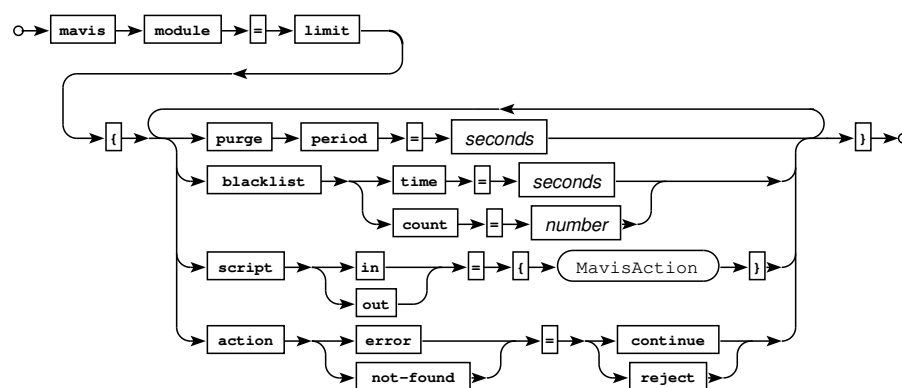 mavis module = limit
{ purge period = seconds }
blacklist time = seconds
count = number
script in = { MavisAction }
out
action error = continue
not-found reject